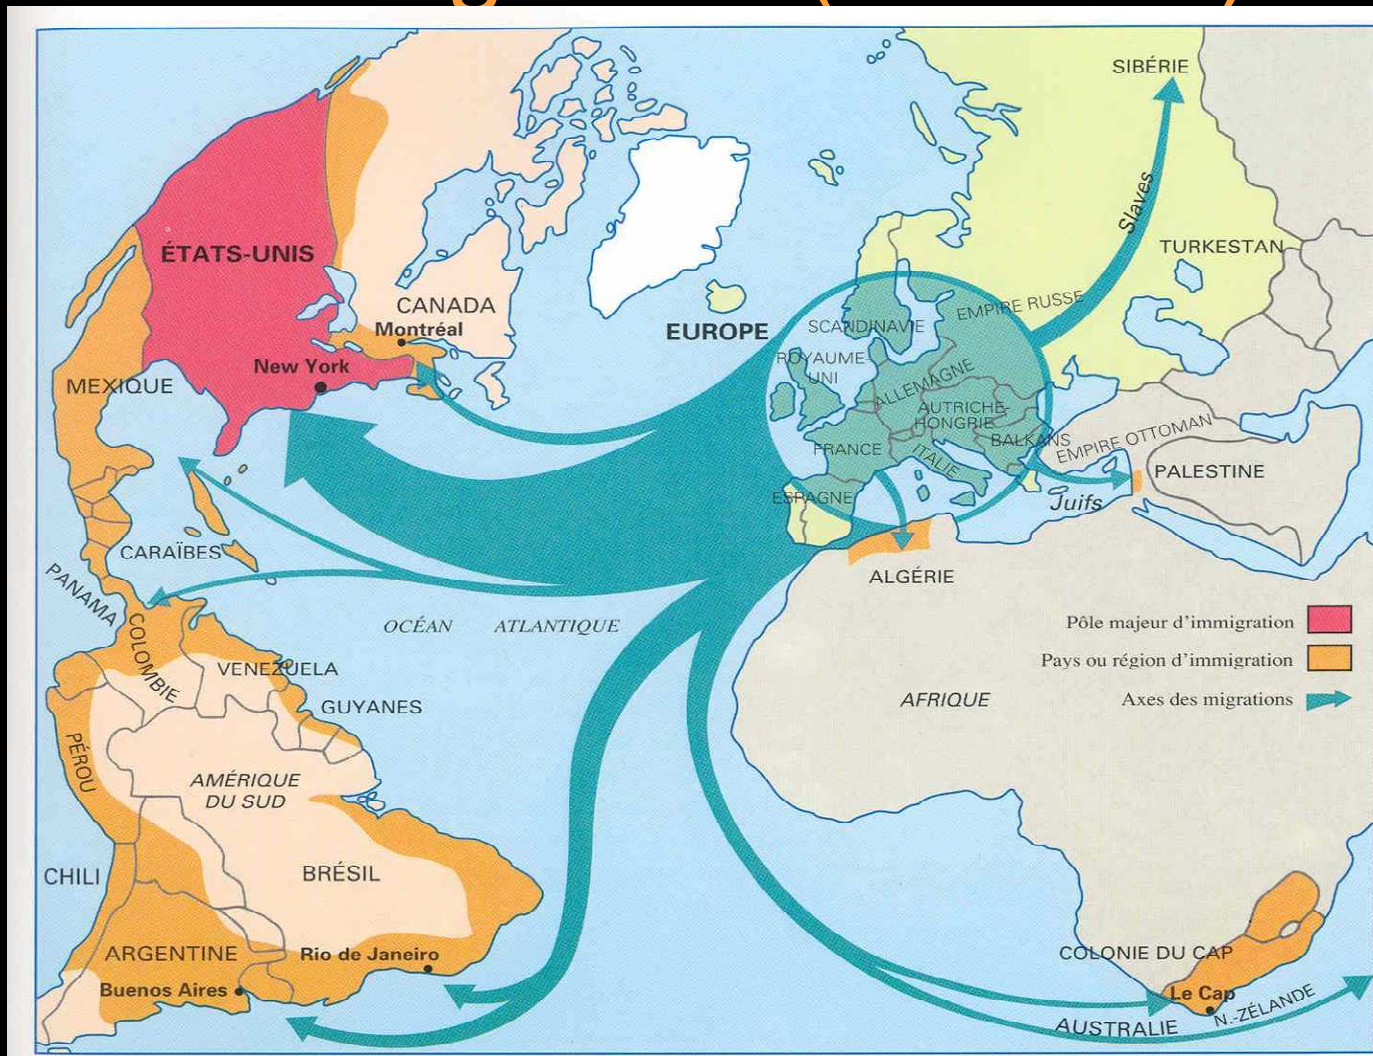 SIBÉRIE
Slaves
TURKESTAN
ÉTATS-UNIS
CANADA
Montréal
New York
MEXIQUE
EUROPE
SCANDINAVIE
EMPIRE RUSSE
ROYAUME
UNI
ALLEMAGNE
AUTRICHE-
HONGRIE
FRANCE
ITALIE
BALKANS
EMPIRE OTTOMAN
ESPAGNE
PALESTINE
Juifs
CARAÏBES
PANAMA
ALGÉRIE
OCÉAN ATLANTIQUE
COLOMBIE
VENEZUELA
GUYANES
PÉROU
AMÉRIQUE
DU SUD
AFRIQUE
Pôle majeur d'immigration
Pays ou région d'immigration
Axes des migrations
CHILI
BRÉSIL
ARGENTINE
Rio de Janeiro
Buenos Aires
COLONIE DU CAP
Le Cap
AUSTRALIE
N.-ZÉLANDE